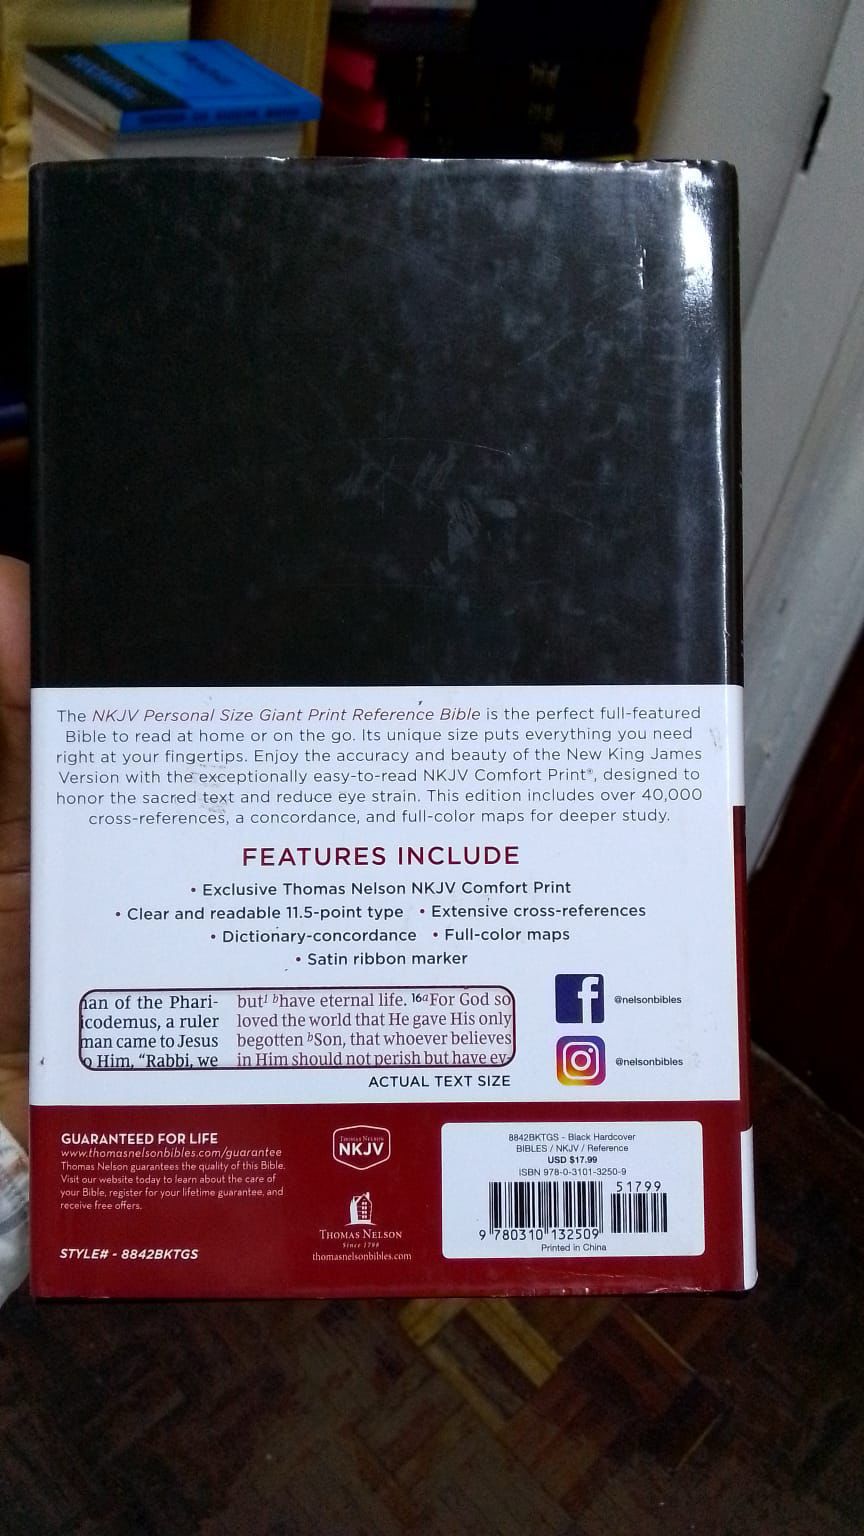 The NKJV Personal Size Giant Print Reference Bible is the perfect full-featured
Bible to read at home or on the go. Its unique size puts everything you need
right at your fingertips. Enjoy the accuracy and beauty of the New King James
Version with the exceptionally easy-to-read NKJV Comfort Print®, designed to
honor the sacred text and reduce eye strain. This edition includes over 40,000
cross-references, a concordance, and full-color maps for deeper study.
FEATURES INCLUDE
• Exclusive Thomas Nelson NKJV Comfort Print
• Clear and readable 11.5-point type • Extensive cross-references
• Dictionary-concordance • Full-color maps
• Satin ribbon marker
an of the Phari-
codemus, a ruler
man came to Jesus
o Him, “Rabbi, we
but¹ ᵇhave eternal life. ¹⁶ᵃFor God so
loved the world that He gave His only
begotten ᵇSon, that whoever believes
in Him should not perish but have ev-
ACTUAL TEXT SIZE
@nelsonbibles
@nelsonbibles
GUARANTEED FOR LIFE
www.thomasnelsonbibles.com/guarantee
Thomas Nelson guarantees the quality of this Bible.
Visit our website today to learn about the care of
your Bible, register for your lifetime guarantee, and
receive free offers.
STYLE# - 8842BKTGS
THOMAS NELSON
NKJV
THOMAS NELSON
Since 1798
thomasnelsonbibles.com
8842BKTGS - Black Hardcover
BIBLES / NKJV / Reference
USD $17.99
ISBN 978-0-3101-3250-9
51799
9 780310 132509
Printed in China